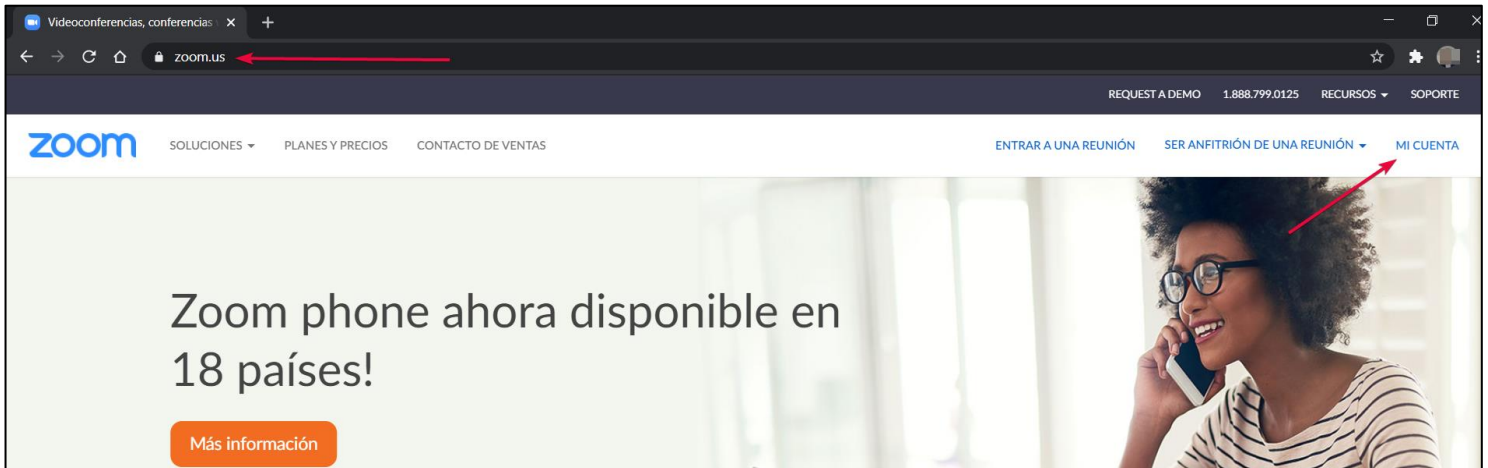 Videoconferencias, conferencias
zoom.us
REQUEST A DEMO 1.888.799.0125 RECURSOS SOPORTE
zoom SOLUCIONES PLANES Y PRECIOS CONTACTO DE VENTAS ENTRAR A UNA REUNIÓN SER ANFITRIÓN DE UNA REUNIÓN MI CUENTA
Zoom phone ahora disponible en
18 países!
Más información